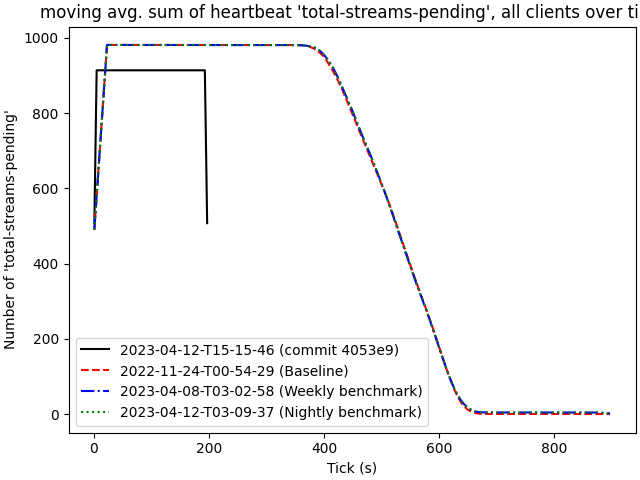 moving avg. sum of heartbeat 'total-streams-pending', all clients over ti
Number of 'total-streams-pending'
1000
800
600
400
200
0
2023-04-12-T15-15-46 (commit 4053e9)
2022-11-24-T00-54-29 (Baseline)
2023-04-08-T03-02-58 (Weekly benchmark)
2023-04-12-T03-09-37 (Nightly benchmark)
0 200 400 600 800
Tick (s)